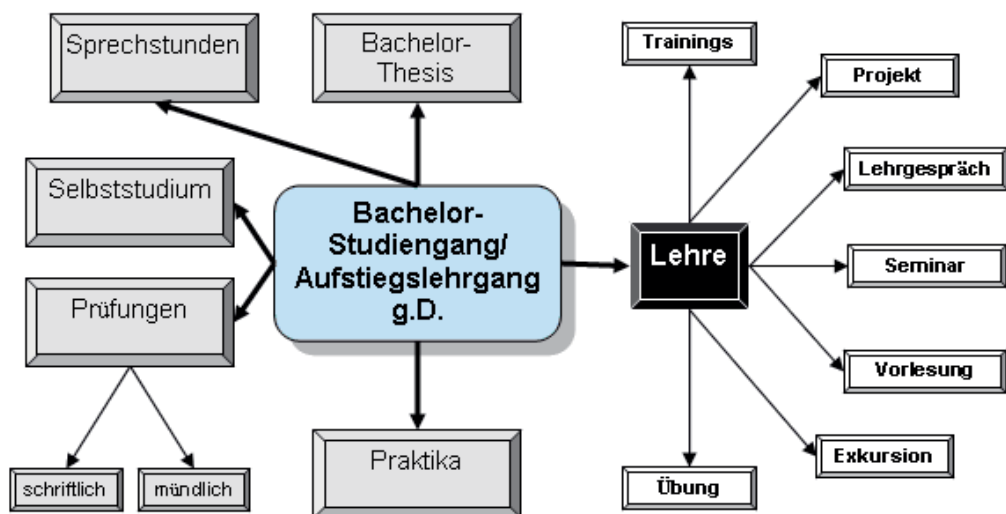 Sprechstunden
Bachelor-
Thesis
Trainings
Projekt
Selbststudium
Lehrgespräch
Bachelor-
Studiengang/
Aufstiegslehrgang
g.D.
Lehre
Seminar
Prüfungen
Vorlesung
Praktika
Exkursion
schriftlich
mündlich
Übung